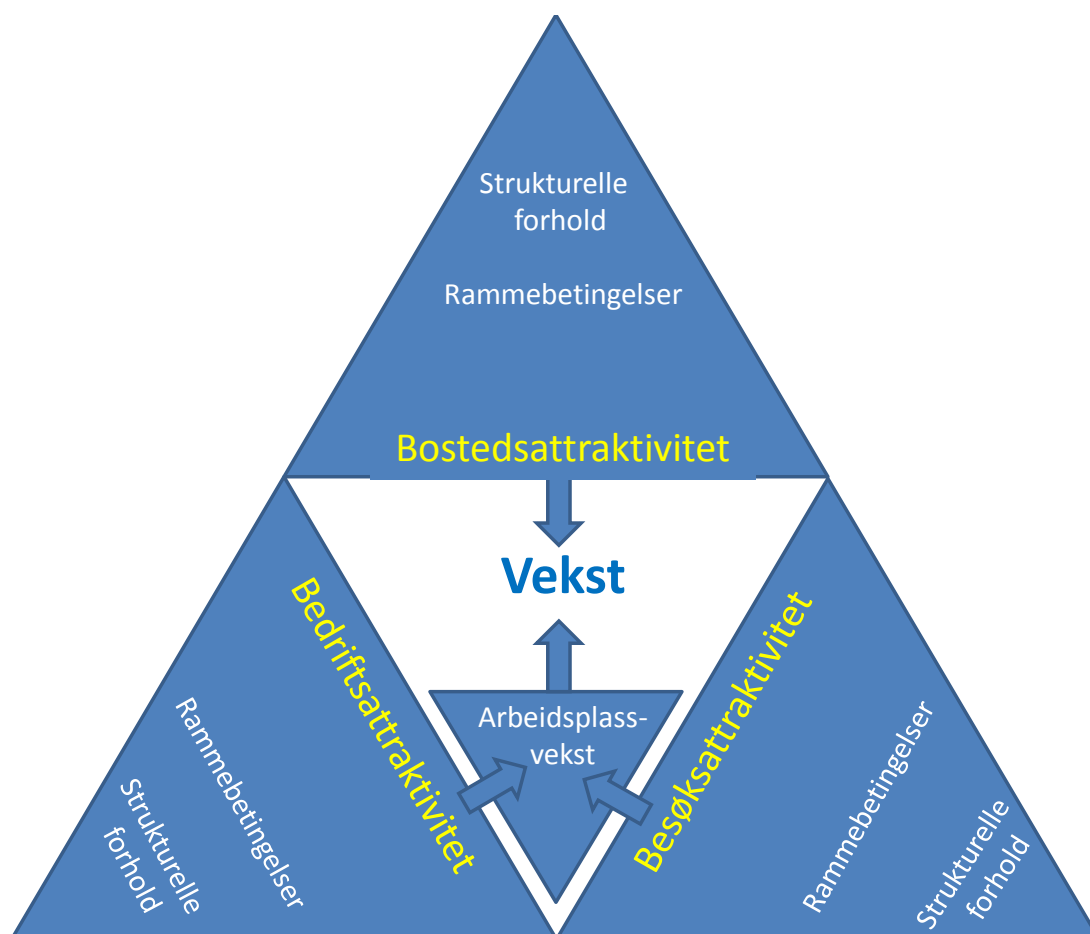 Strukturelle
forhold
Rammebetingelser
Bostedsattraktivitet
Vekst
Bedriftsattraktivitet
Rammebetingelser
Strukturelle
forhold
Arbeidsplass-
vekst
Besøksattraktivitet
Rammebetingelser
Strukturelle
forhold